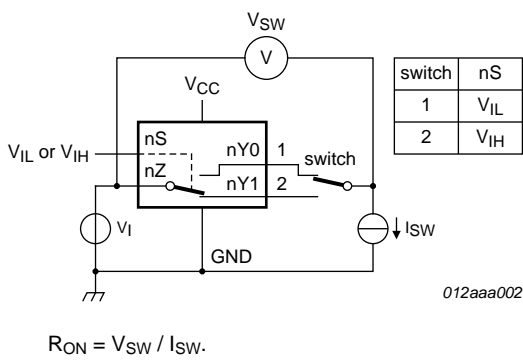 VSW
V
VCC
switch nS
1 VIL
2 VIH
VIL or VIH
nS
nY0 1
switch
nZ
nY1 2
VI
ISW
GND
012aaa002
RON = VSW / ISW.